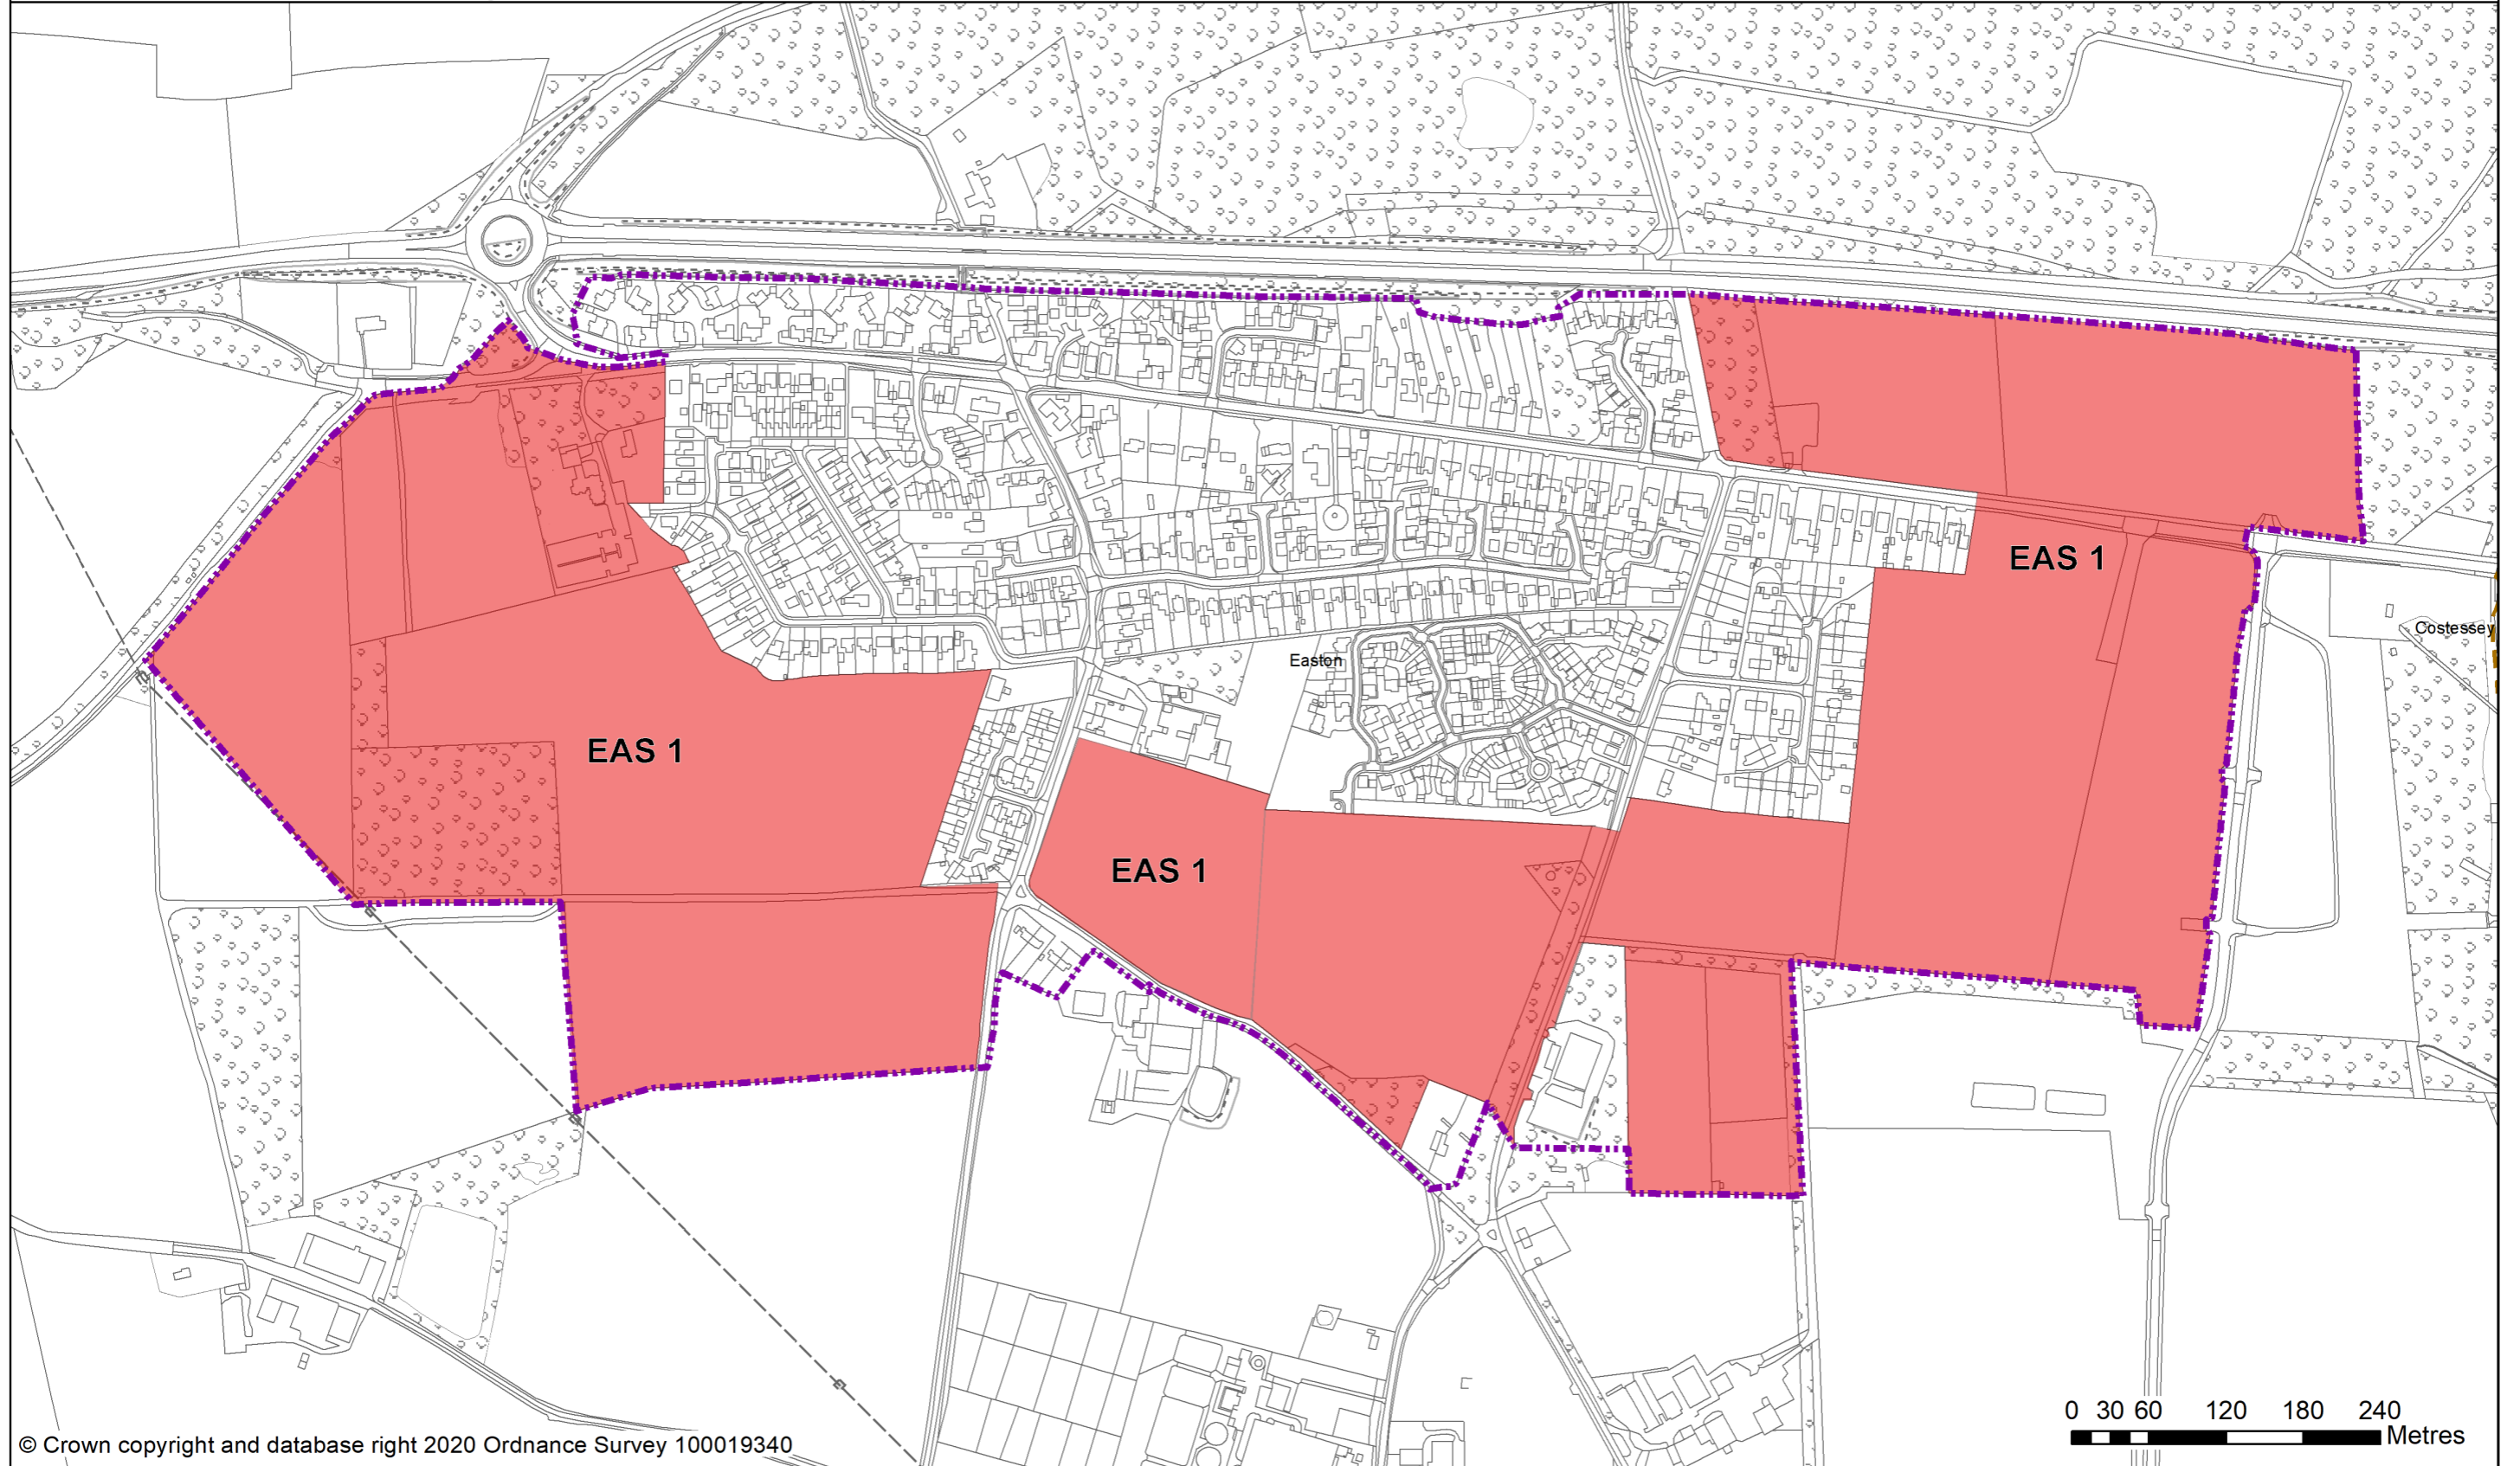 EAS 1
Costessey
Easton
EAS 1
EAS 1
0 30 60 120 180 240
Metres
© Crown copyright and database right 2020 Ordnance Survey 100019340